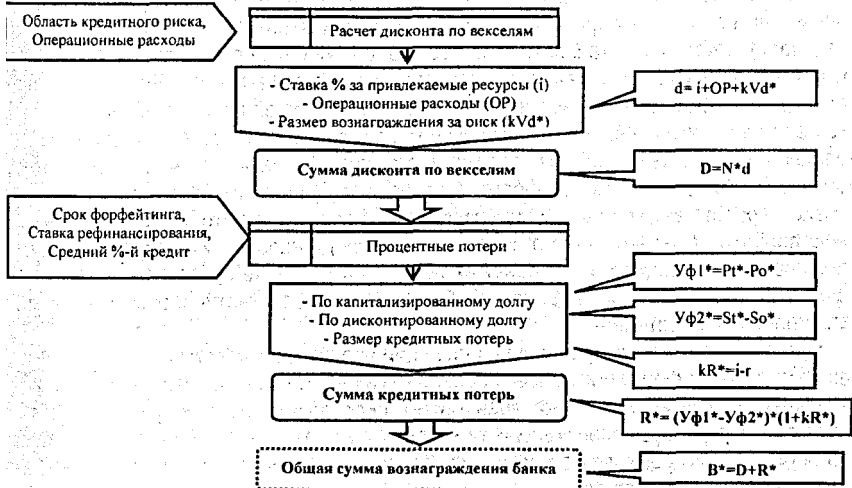 Область кредитного риска,
Операционные расходы
Расчет дисконта по векселям
- Ставка % за привлекаемые ресурсы (i)
- Операционные расходы (ОР)
- Размер вознаграждения за риск (kVd*)
d= i+OP+kVd*
Сумма дисконта по векселям
D=N*d
Срок форфейтинга,
Ставка рефинансирования,
Средний %-й кредит
Процентные потери
Уф1*=Pt*-Po*
- По капитализированному долгу
- По дисконтированному долгу
- Размер кредитных потерь
Уф2*=St*-So*
kR*=i-r
Сумма кредитных потерь
R*= (Уф1*-Уф2*)*(1+kR*)
Общая сумма вознаграждения банка
B*=D+R*